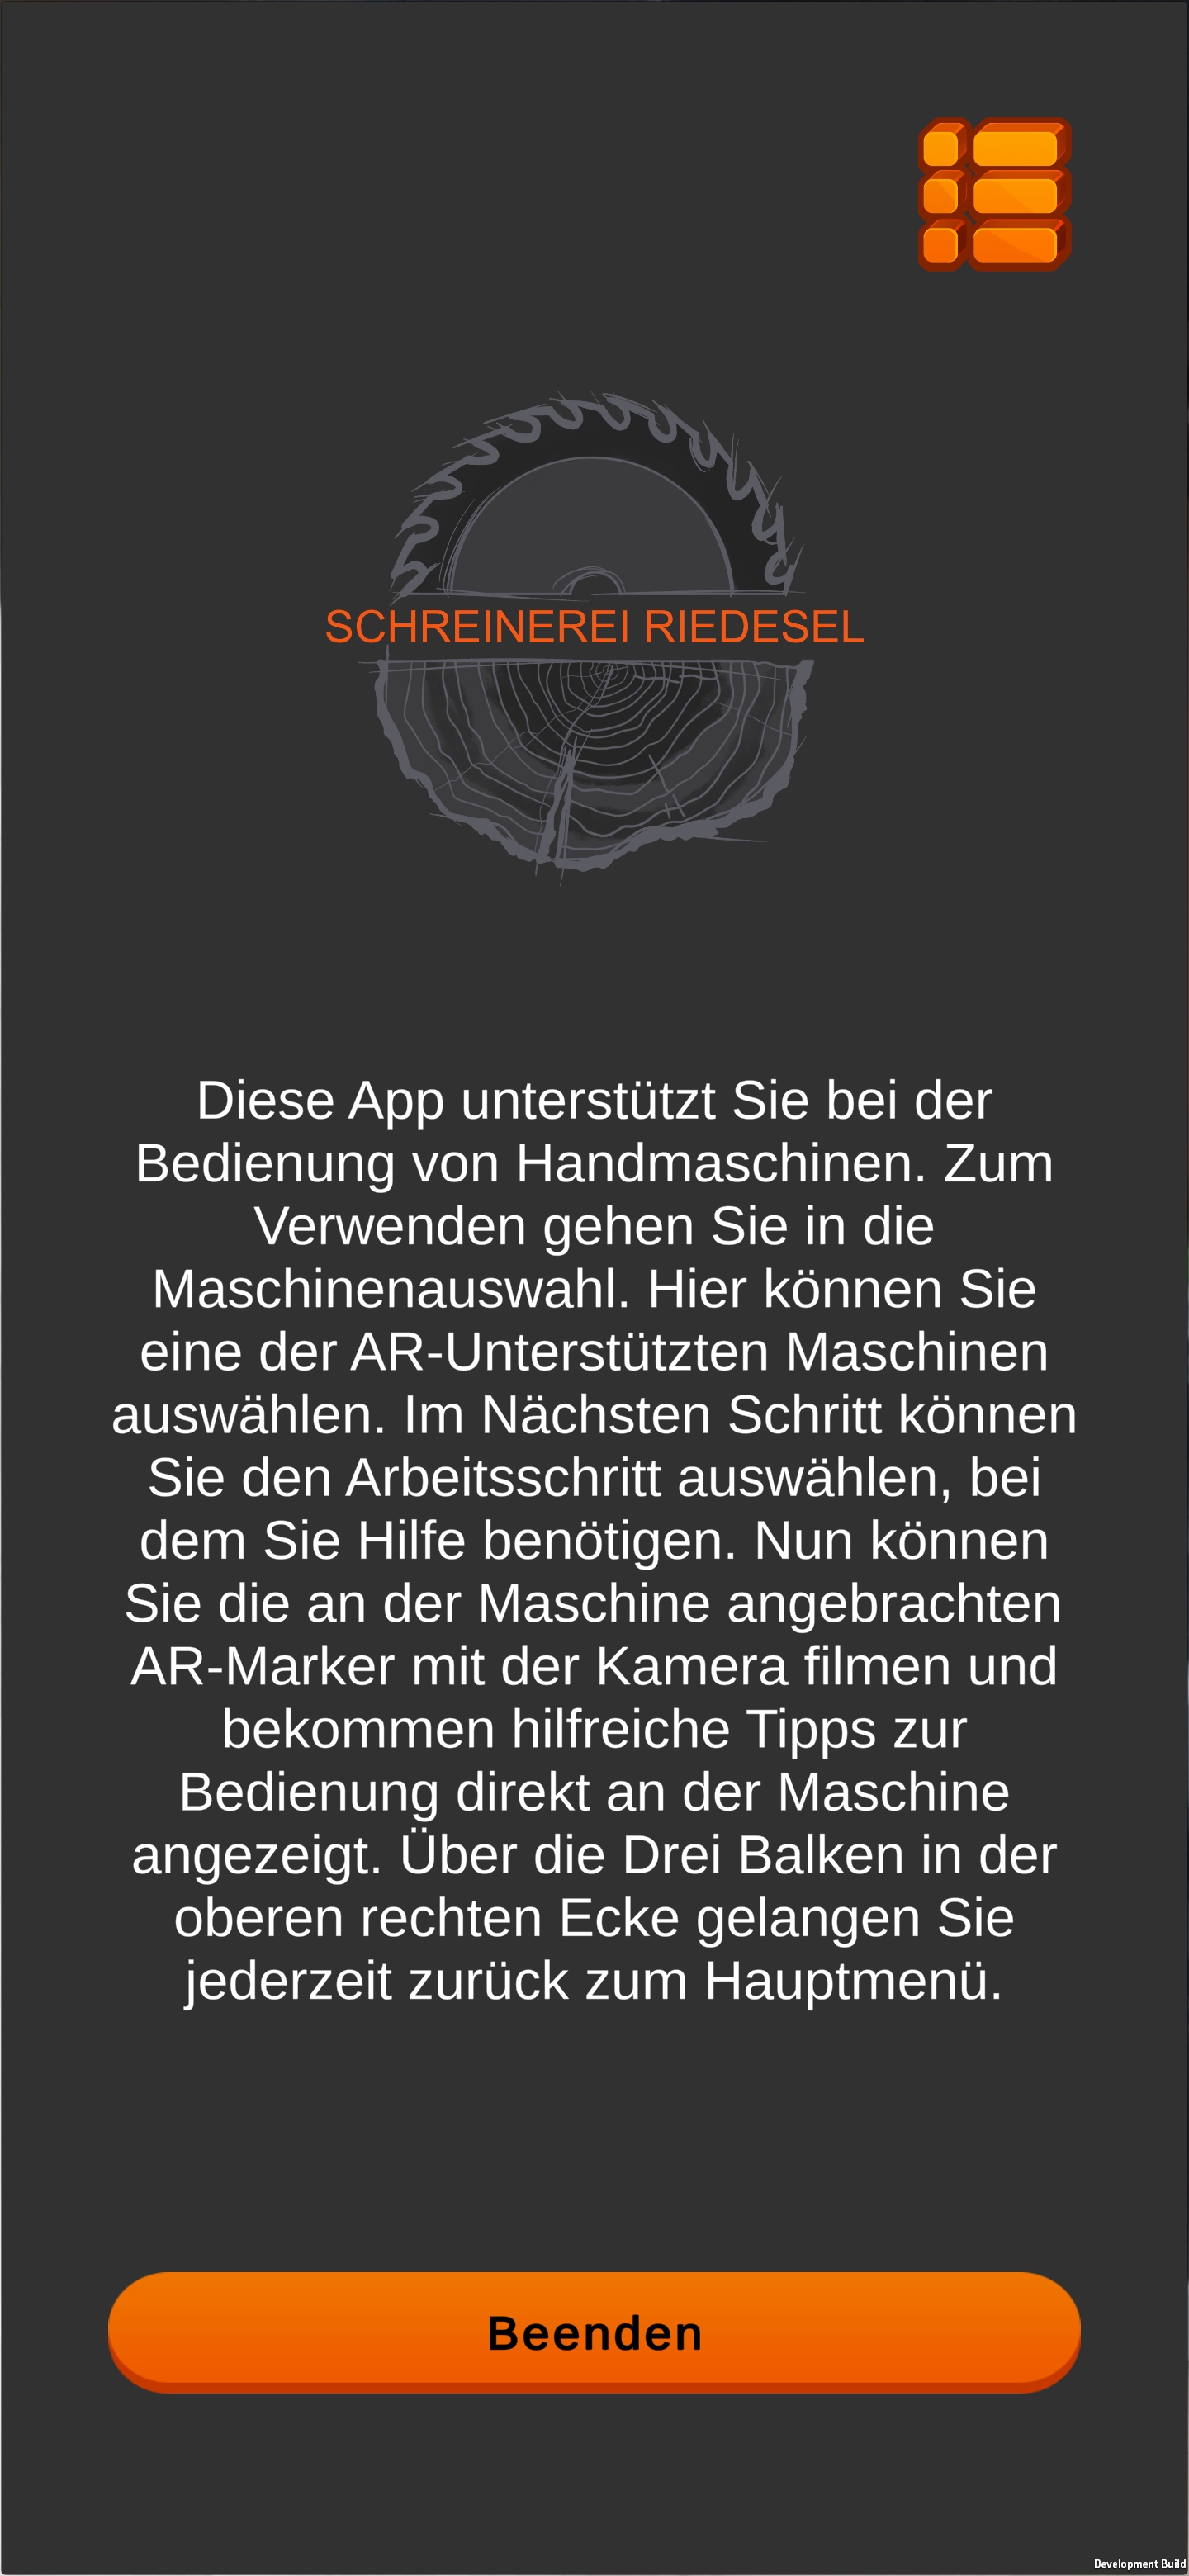 SCHREINEREI RIEDESEL
Diese App unterstützt Sie bei der
Bedienung von Handmaschinen. Zum
Verwenden gehen Sie in die
Maschinenauswahl. Hier können Sie
eine der AR-Unterstützten Maschinen
auswählen. Im Nächsten Schritt können
Sie den Arbeitsschritt auswählen, bei
dem Sie Hilfe benötigen. Nun können
Sie die an der Maschine angebrachten
AR-Marker mit der Kamera filmen und
bekommen hilfreiche Tipps zur
Bedienung direkt an der Maschine
angezeigt. Über die Drei Balken in der
oberen rechten Ecke gelangen Sie
jederzeit zurück zum Hauptmenü.
Beenden
Development Build